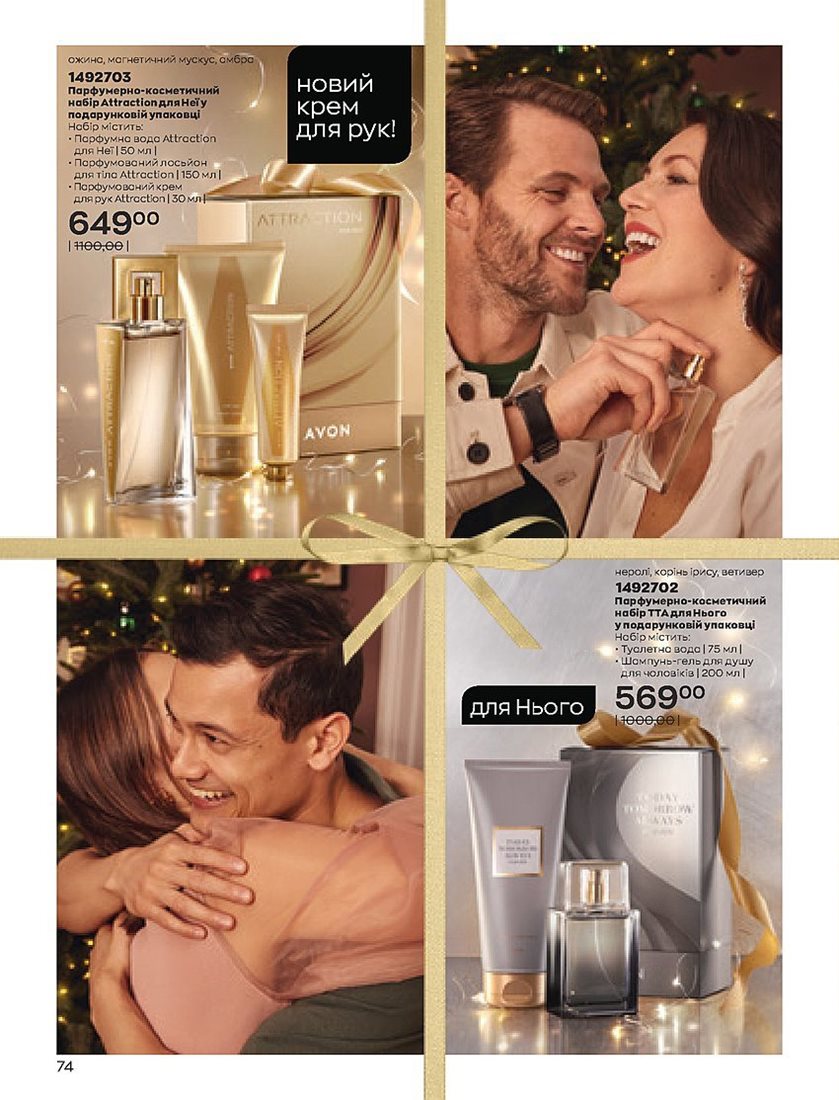 ожина, магнетичний мускус, амбра
1492703
Парфумерно-косметичний
набір Attraction для Неї у
подарунковій упаковці
Набір містить:
• Парфумна вода Attraction
для Неї | 50 мл |
• Парфумований лосьйон
для тіла Attraction | 150 мл |
• Парфумований крем
для рук Attraction | 30 мл |
649⁰⁰
| 1100,00 |
новий
крем
для рук!
ATTRACTION
ATTRACTION
ATTRACTION
AVON
неролі, корінь ірису, ветивер
1492702
Парфумерно-косметичний
набір ТТА для Нього
у подарунковій упаковці
Набір містить:
• Туалетна вода | 75 мл |
• Шампунь-гель для душу
для чоловіків | 200 мл |
569⁰⁰
| 1000,00 |
для Нього
TODAY
TOMORROW
ALWAYS
74